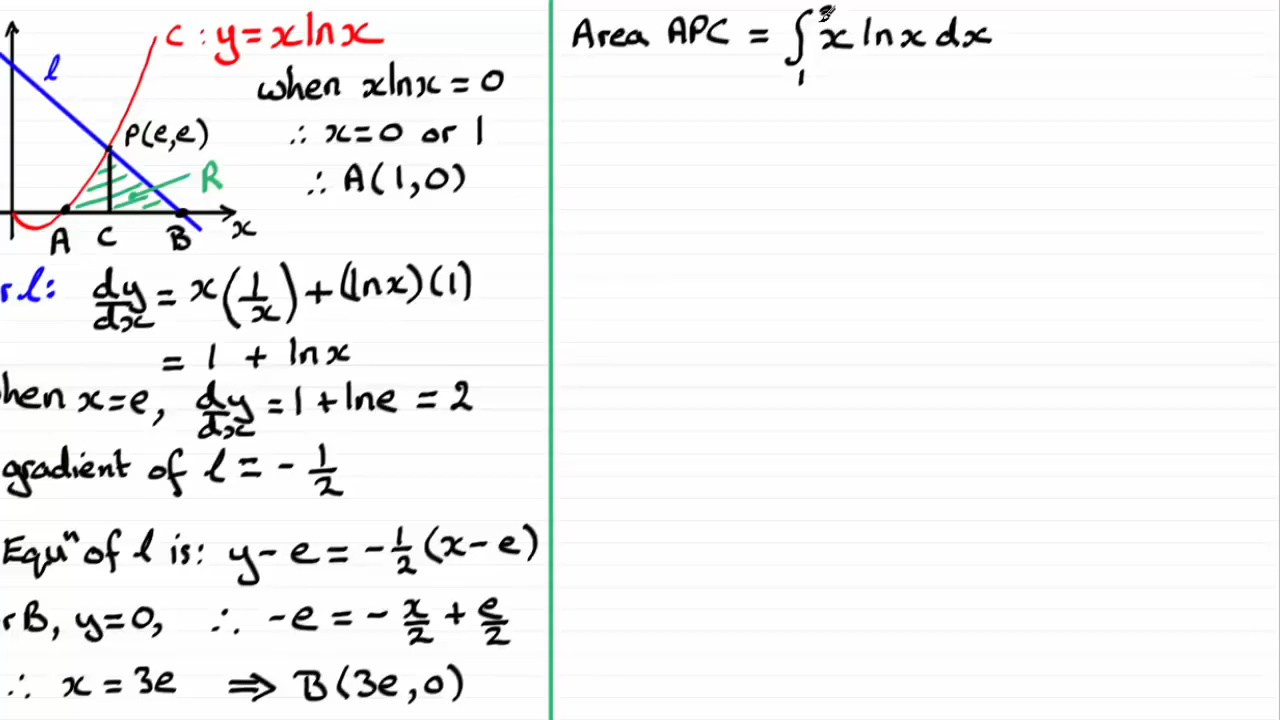 C : y = x ln x
l
when x ln x = 0
P(e, e)
∴ x = 0 or 1
R
∴ A(1, 0)
A C B x
r l: dy/dx = x(1/x) + (ln x)(1)
= 1 + ln x
hen x = e, dy/dx = 1 + ln e = 2
gradient of l = - 1/2
Equⁿ of l is: y - e = - 1/2 (x - e)
r B, y = 0, ∴ - e = - x/2 + e/2
∴ x = 3e ⇒ B(3e, 0)
Area APC = ∫₁ x ln x dx